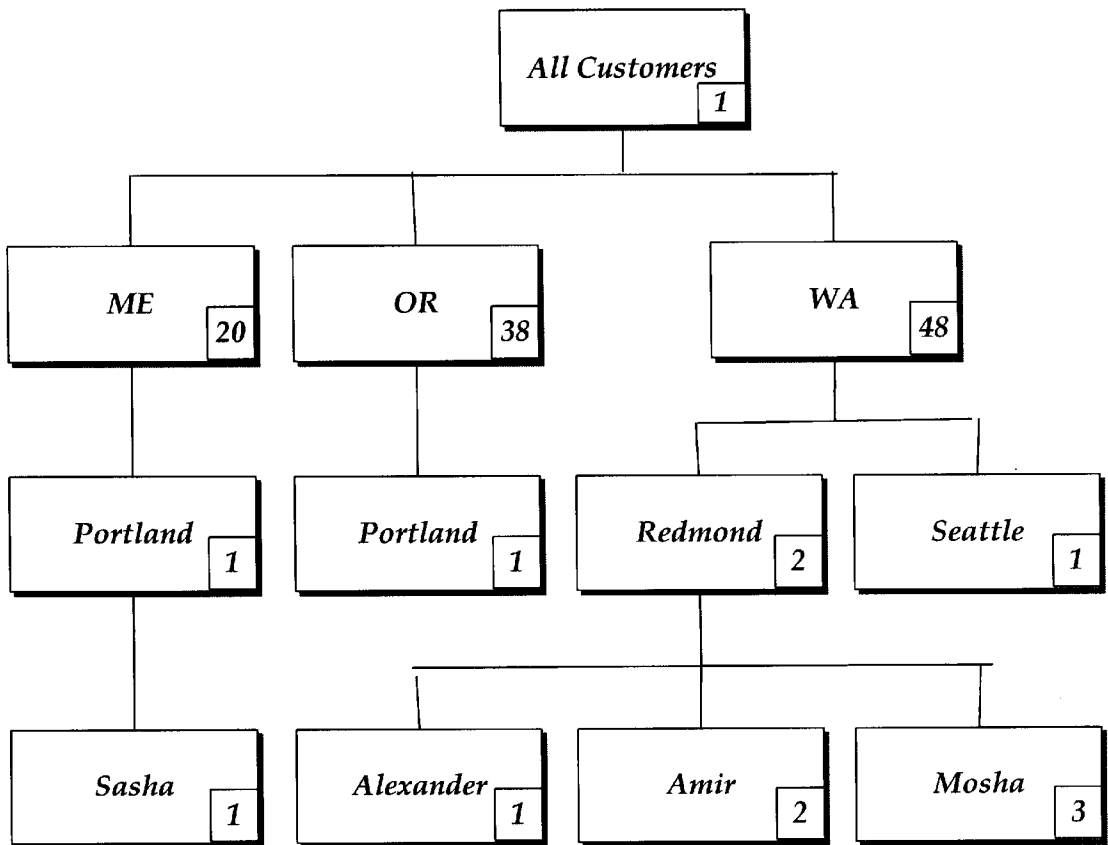 All Customers
1
ME
20
OR
38
WA
48
Portland
1
Portland
1
Redmond
2
Seattle
1
Sasha
1
Alexander
1
Amir
2
Mosha
3